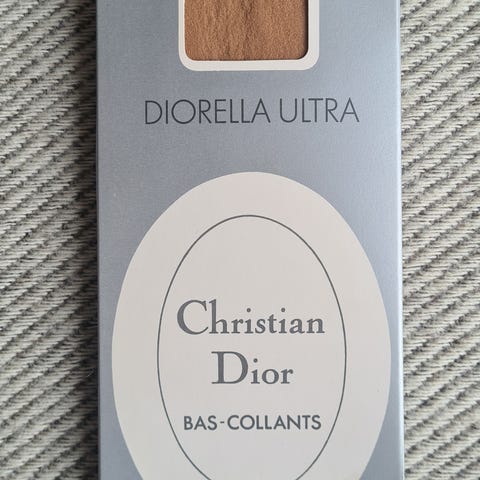 DIORELLA ULTRA
Christian
Dior
BAS-COLLANTS